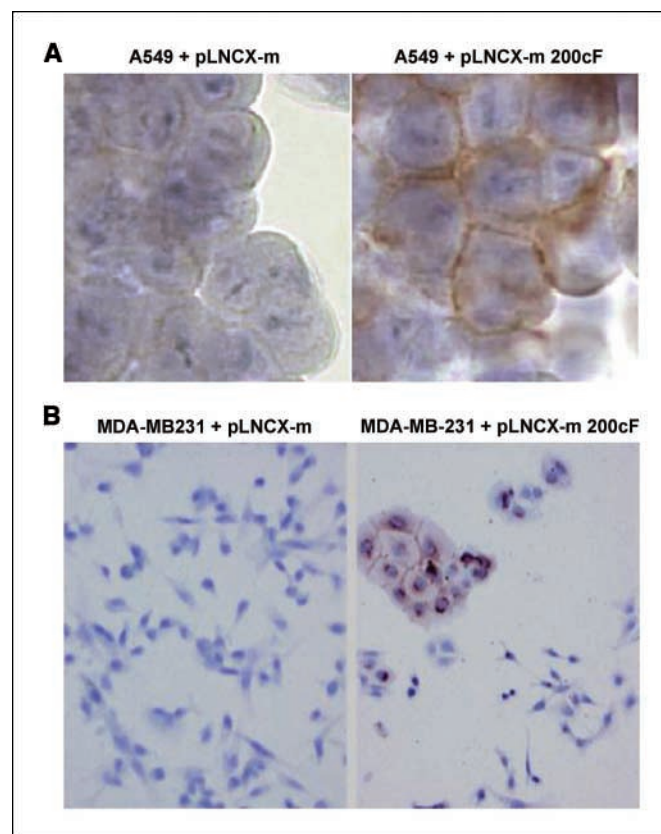 A
A549 + pLNCX-m
A549 + pLNCX-m 200cF
B
MDA-MB231 + pLNCX-m
MDA-MB-231 + pLNCX-m 200cF